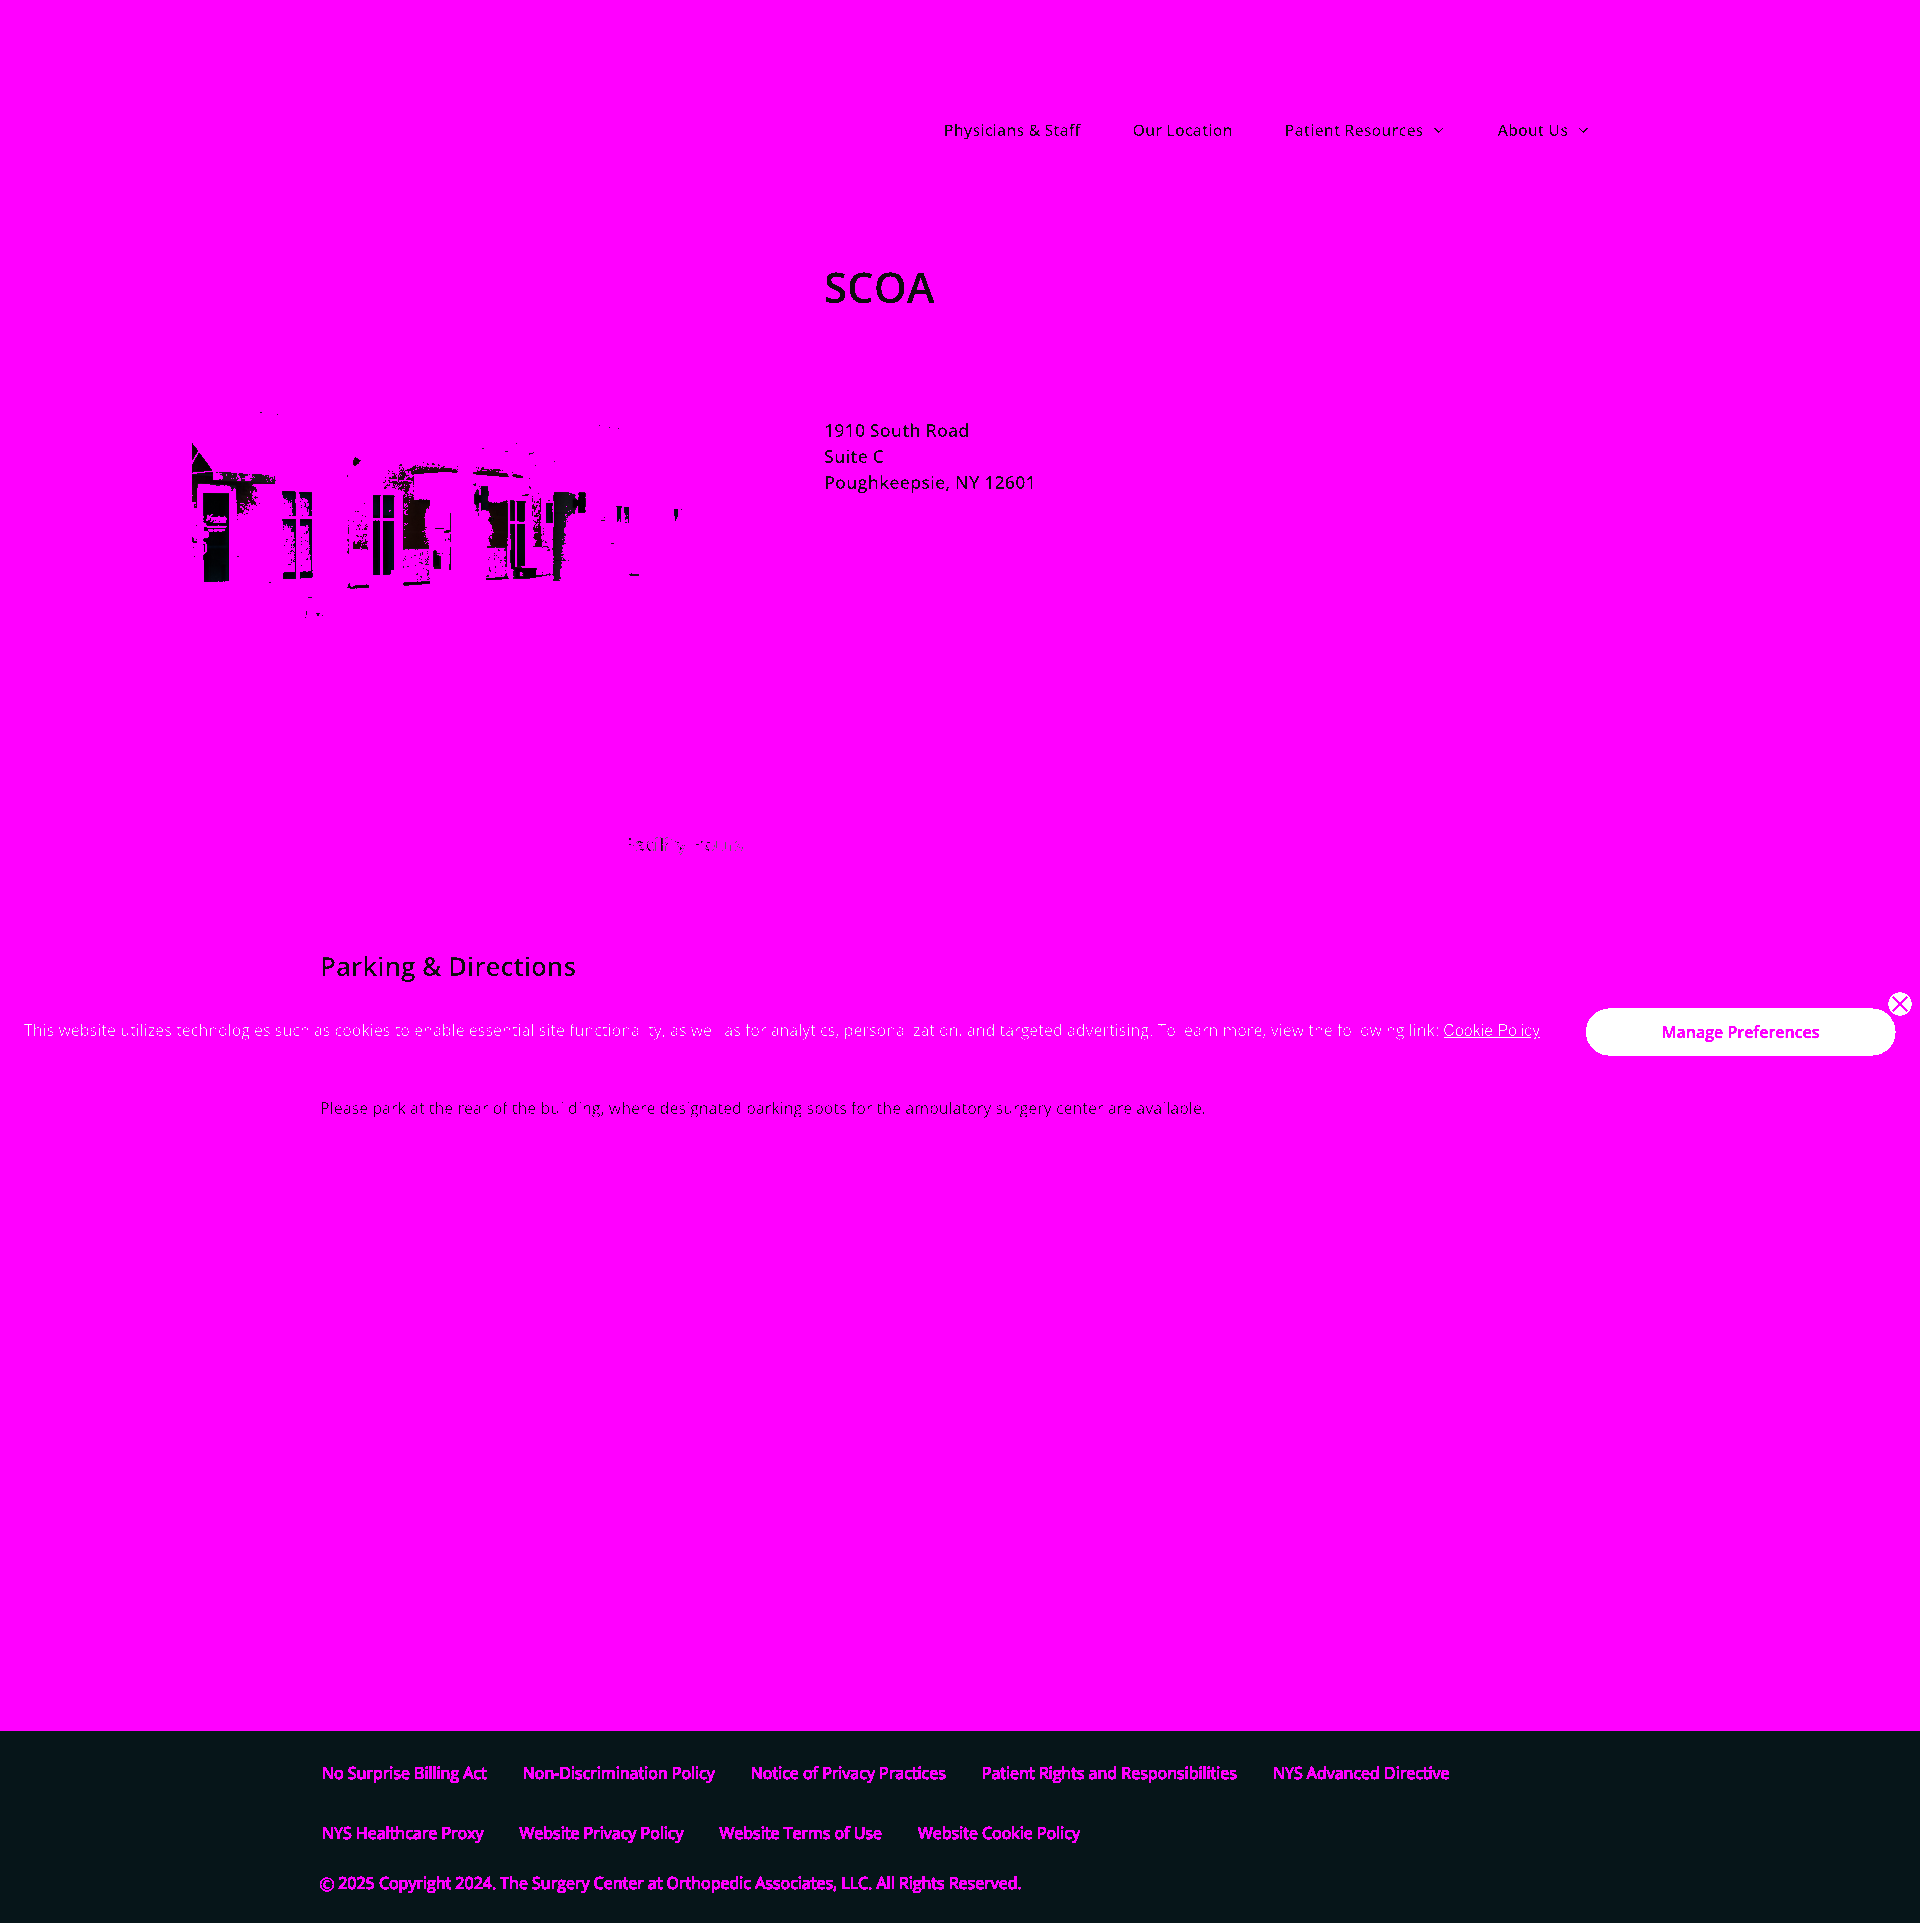 Physicians & Staff
Our Location
Patient Resources
About Us
SCOA
1910 South Road
Suite C
Poughkeepsie, NY 12601
Parking & Directions
This website utilizes technologies such as cookies to enable essential site functionality, as well as for analytics, personalization, and targeted advertising. To learn more, view the following link: Cookie Policy
Manage Preferences
Please park at the rear of the building, where designated parking spots for the ambulatory surgery center are available.
No Surprise Billing Act
Non-Discrimination Policy
Notice of Privacy Practices
Patient Rights and Responsibilities
NYS Advanced Directive
NYS Healthcare Proxy
Website Privacy Policy
Website Terms of Use
Website Cookie Policy
© 2025 Copyright 2024. The Surgery Center at Orthopedic Associates, LLC. All Rights Reserved.